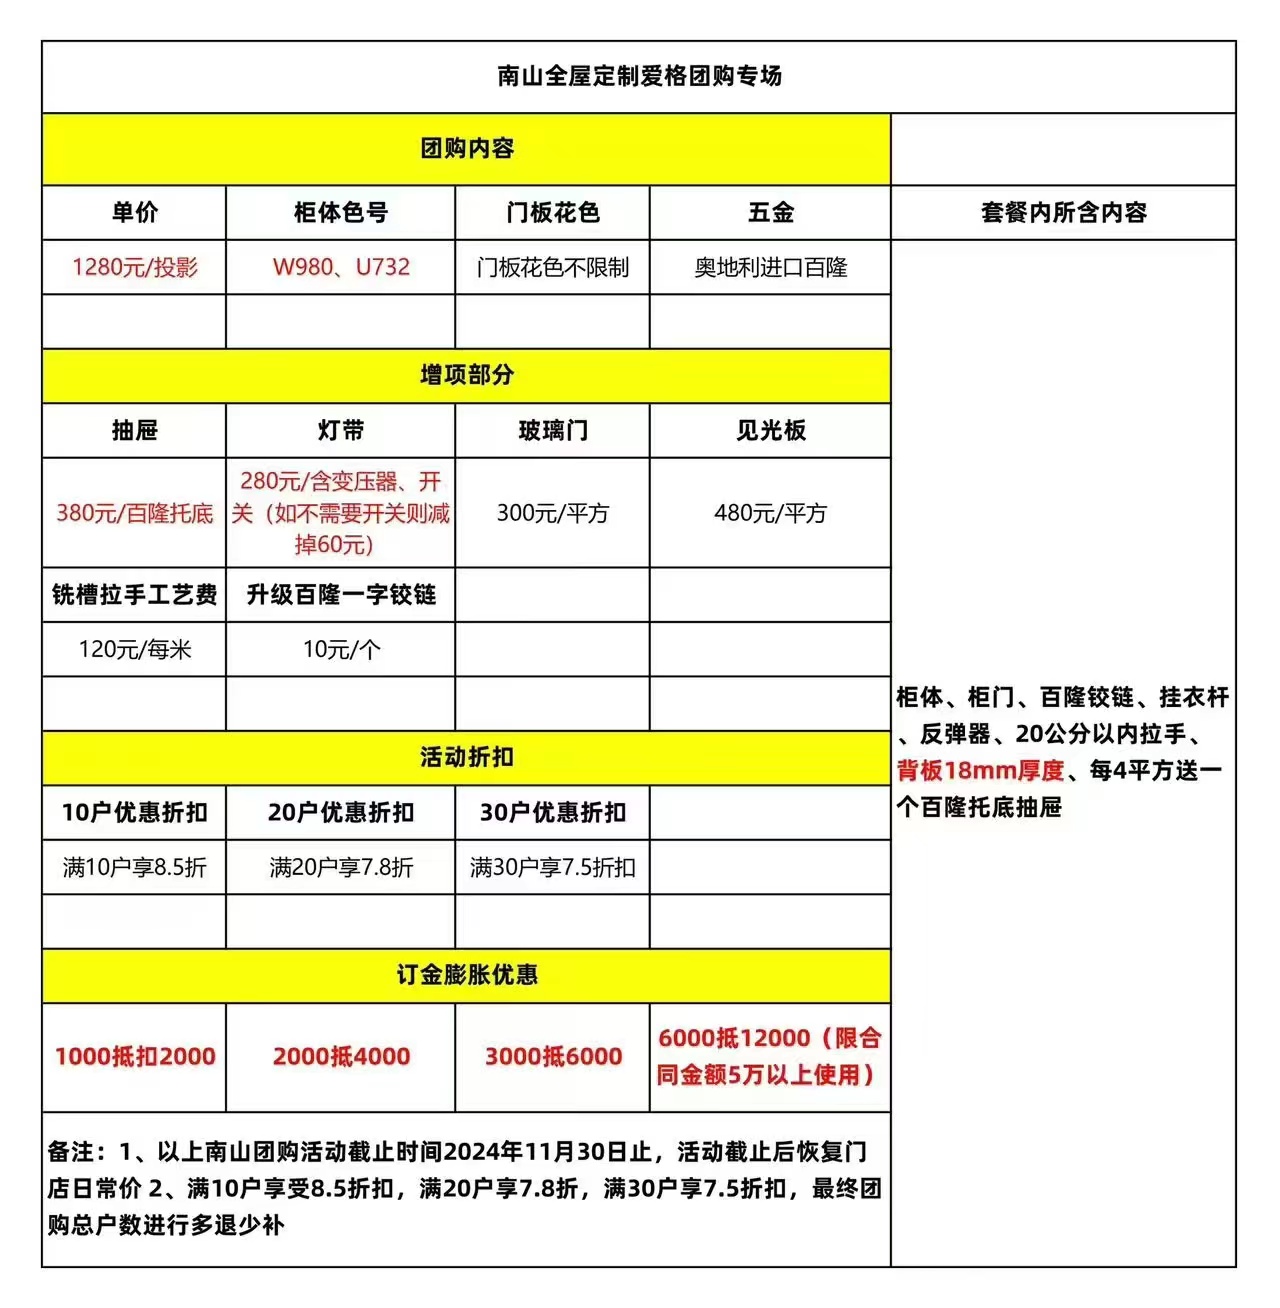 南山全屋定制爱格团购专场
团购内容
单价
柜体色号
门板花色
五金
套餐内所含内容
1280元/投影
W980、U732
门板花色不限制
奥地利进口百隆
增项部分
抽屉
灯带
玻璃门
见光板
380元/百隆托底
280元/含变压器、开
关（如不需要开关则减
掉60元）
300元/平方
480元/平方
铣槽拉手工艺费
升级百隆一字铰链
120元/每米
10元/个
柜体、柜门、百隆铰链、挂衣杆
、反弹器、20公分以内拉手、
背板18mm厚度、每4平方送一
个百隆托底抽屉
活动折扣
10户优惠折扣
20户优惠折扣
30户优惠折扣
满10户享8.5折
满20户享7.8折
满30户享7.5折扣
订金膨胀优惠
1000抵扣2000
2000抵4000
3000抵6000
6000抵12000（限合
同金额5万以上使用）
备注：1、以上南山团购活动截止时间2024年11月30日止，活动截止后恢复门
店日常价 2、满10户享受8.5折扣，满20户享7.8折，满30户享7.5折扣，最终团
购总户数进行多退少补